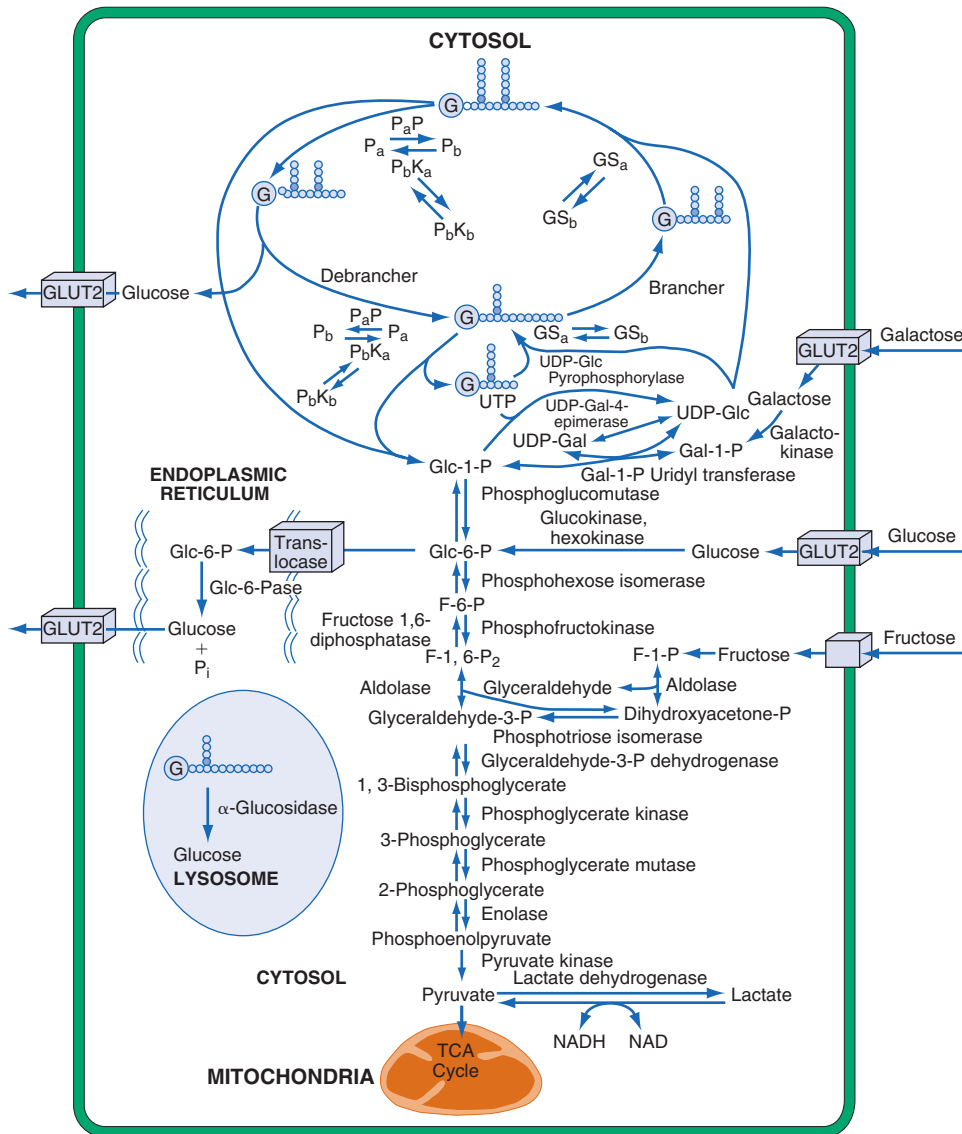 CYTOSOL
G
PaP
Pa
Pb
PbKa
PbKb
GSa
GSb
G
G
Debrancher
Brancher
GLUT2
Glucose
G
PaP
Pb
Pa
PbKa
PbKb
GSa
GSb
G
UTP
UDP-Glc
Pyrophosphorylase
GLUT2
Galactose
Galactose
UDP-Gal-4-
epimerase
UDP-Glc
UDP-Gal
Gal-1-P
Galacto-
kinase
Glc-1-P
Gal-1-P Uridyl transferase
ENDOPLASMIC
RETICULUM
Phosphoglucomutase
Glucokinase,
hexokinase
Glc-6-P
Trans-
locase
Glc-6-P
Glucose
GLUT2
Glucose
Glc-6-Pase
Phosphohexose isomerase
F-6-P
Fructose 1,6-
diphosphatase
Phosphofructokinase
GLUT2
Glucose
+
Pi
F-1, 6-P2
F-1-P
Fructose
Fructose
Aldolase
Glyceraldehyde
Aldolase
Glyceraldehyde-3-P
Dihydroxyacetone-P
Phosphotriose isomerase
Glyceraldehyde-3-P dehydrogenase
G
1, 3-Bisphosphoglycerate
α-Glucosidase
Phosphoglycerate kinase
3-Phosphoglycerate
Glucose
LYSOSOME
Phosphoglycerate mutase
2-Phosphoglycerate
Enolase
Phosphoenolpyruvate
Pyruvate kinase
CYTOSOL
Lactate dehydrogenase
Pyruvate
Lactate
NADH
NAD
TCA
Cycle
MITOCHONDRIA